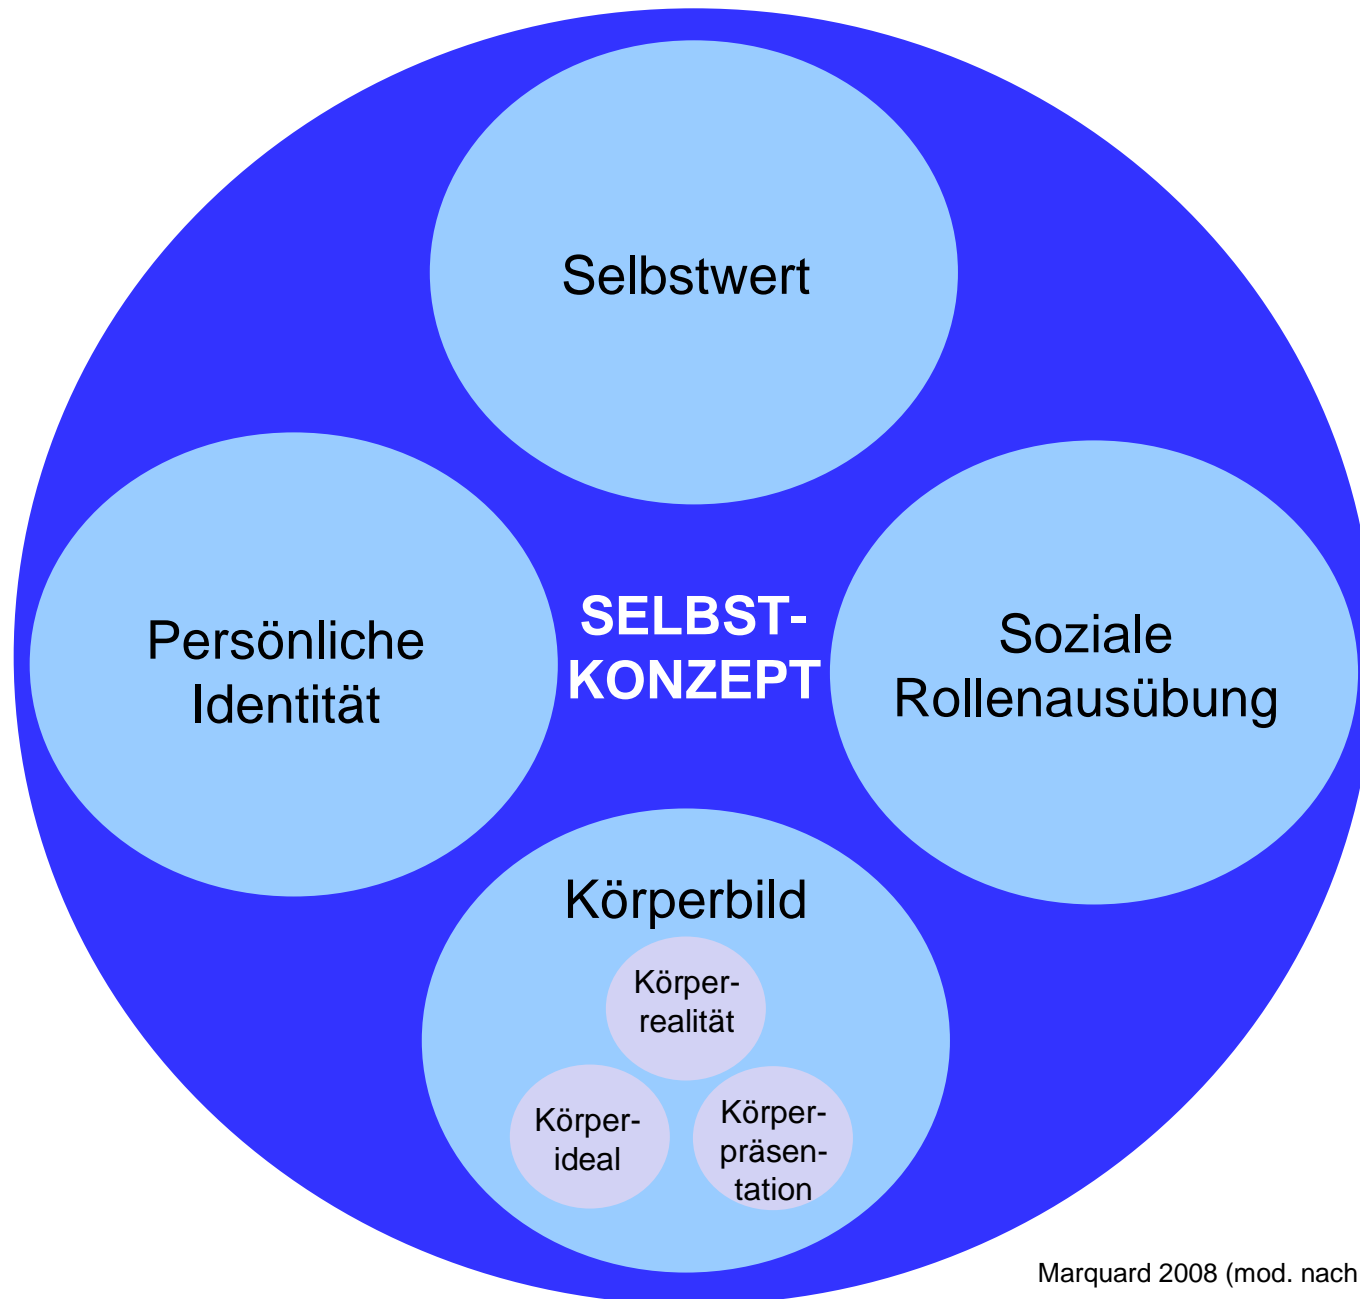 Selbstwert
Persönliche
Identität
SELBST-
KONZEPT
Soziale
Rollenausübung
Körperbild
Körper-
realität
Körper-
ideal
Körper-
präsen-
tation
Marquard 2008 (mod. nach